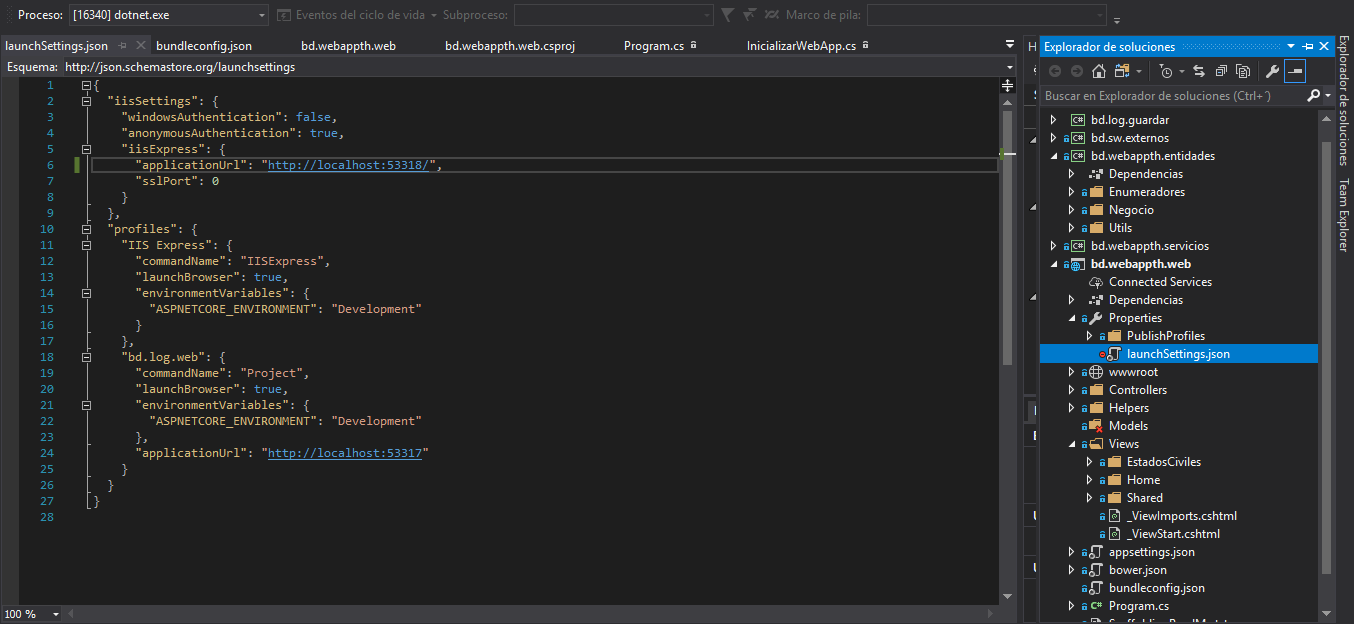 Proceso: [16340] dotnet.exe Eventos del ciclo de vida Subproceso: Marco de pila:
launchSettings.json bundleconfig.json bd.webappth.web bd.webappth.web.csproj Program.cs InicializarWebApp.cs
Esquema: http://json.schemastore.org/launchsettings
1 {
2 "iisSettings": {
3 "windowsAuthentication": false,
4 "anonymousAuthentication": true,
5 "iisExpress": {
6 "applicationUrl": "http://localhost:53318/",
7 "sslPort": 0
8 }
9 },
10 "profiles": {
11 "IIS Express": {
12 "commandName": "IISExpress",
13 "launchBrowser": true,
14 "environmentVariables": {
15 "ASPNETCORE_ENVIRONMENT": "Development"
16 }
17 },
18 "bd.log.web": {
19 "commandName": "Project",
20 "launchBrowser": true,
21 "environmentVariables": {
22 "ASPNETCORE_ENVIRONMENT": "Development"
23 },
24 "applicationUrl": "http://localhost:53317"
25 }
26 }
27 }
28
100 %
Explorador de soluciones
Buscar en Explorador de soluciones (Ctrl+´)
C# bd.log.guardar
C# bd.sw.externos
C# bd.webappth.entidades
Dependencias
Enumeradores
Negocio
Utils
C# bd.webappth.servicios
bd.webappth.web
Connected Services
Dependencias
Properties
PublishProfiles
launchSettings.json
wwwroot
Controllers
Helpers
Models
Views
EstadosCiviles
Home
Shared
_ViewImports.cshtml
_ViewStart.cshtml
appsettings.json
bower.json
bundleconfig.json
C# Program.cs
Explorador de soluciones
Team Explorer